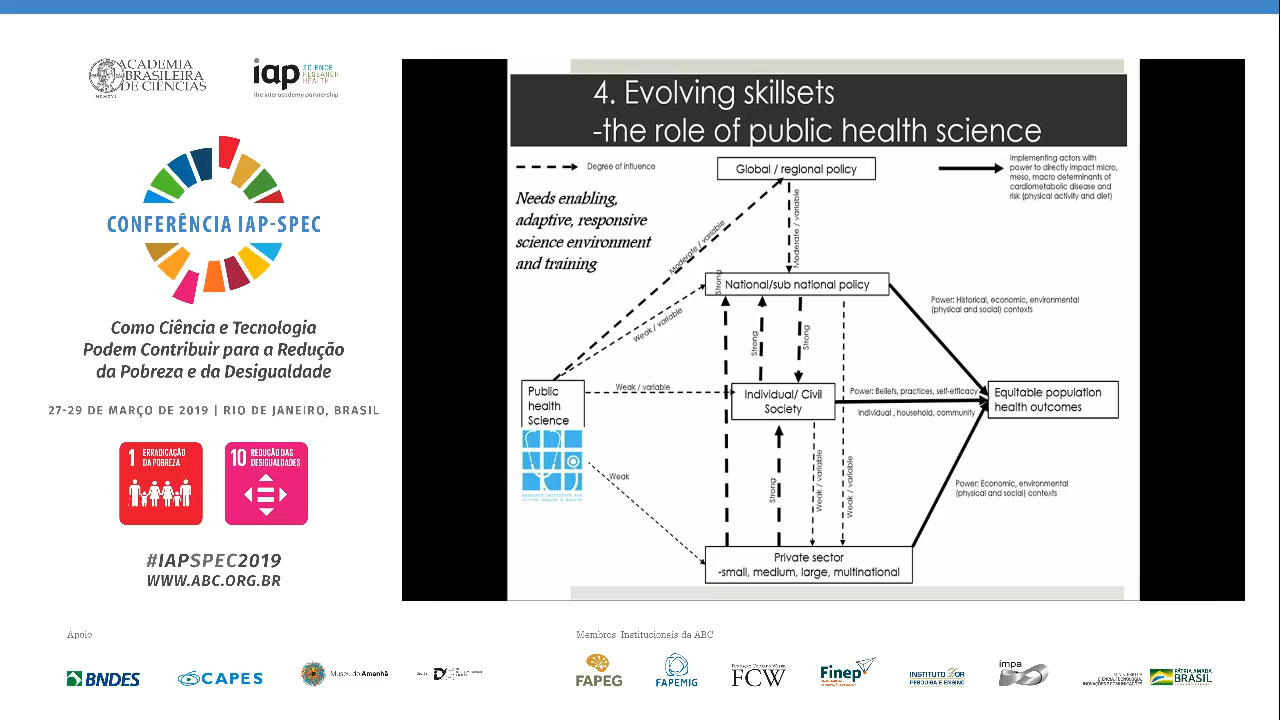 ACADEMIA
BRASILEIRA
DE CIÊNCIAS
iap SCIENCE
RESEARCH
HEALTH
the interacademy partnership
CONFERÊNCIA IAP-SPEC
Como Ciência e Tecnologia
Podem Contribuir para a Redução
da Pobreza e da Desigualdade
27-29 DE MARÇO DE 2019 | RIO DE JANEIRO, BRASIL
1 ERRADICAÇÃO
DA POBREZA
10 REDUÇÃO DAS
DESIGUALDADES
#IAPSPEC2019
WWW.ABC.ORG.BR
4. Evolving skillsets
-the role of public health science
Degree of influence
Global / regional policy
Implementing actors with
power to directly impact micro,
meso, macro determinants of
cardiometabolic disease and
risk (physical activity and diet)
Needs enabling,
adaptive, responsive
science environment
and training
Moderate / variable
Moderate / variable
Strong
National/sub national policy
Weak / variable
Power: Historical, economic, environmental
(physical and social) contexts
Strong
Strong
Public
health
Science
Weak / variable
Individual/ Civil
Society
Power: Beliefs, practices, self-efficacy
Individual , household, community
Equitable population
health outcomes
RESEARCH INITIATIVE FOR
Weak
Strong
Weak / variable
Weak / variable
Power: Economic, environmental
(physical and social) contexts
Private sector
-small, medium, large, multinational
Apoio
Membros Institucionais da ABC
BNDES
CAPES
Museu do Amanhã
FAPEG
FAPEMIG
FCW
Finep
INSTITUTO D'OR
PESQUISA E ENSINO
impa
PÁTRIA AMADA
BRASIL